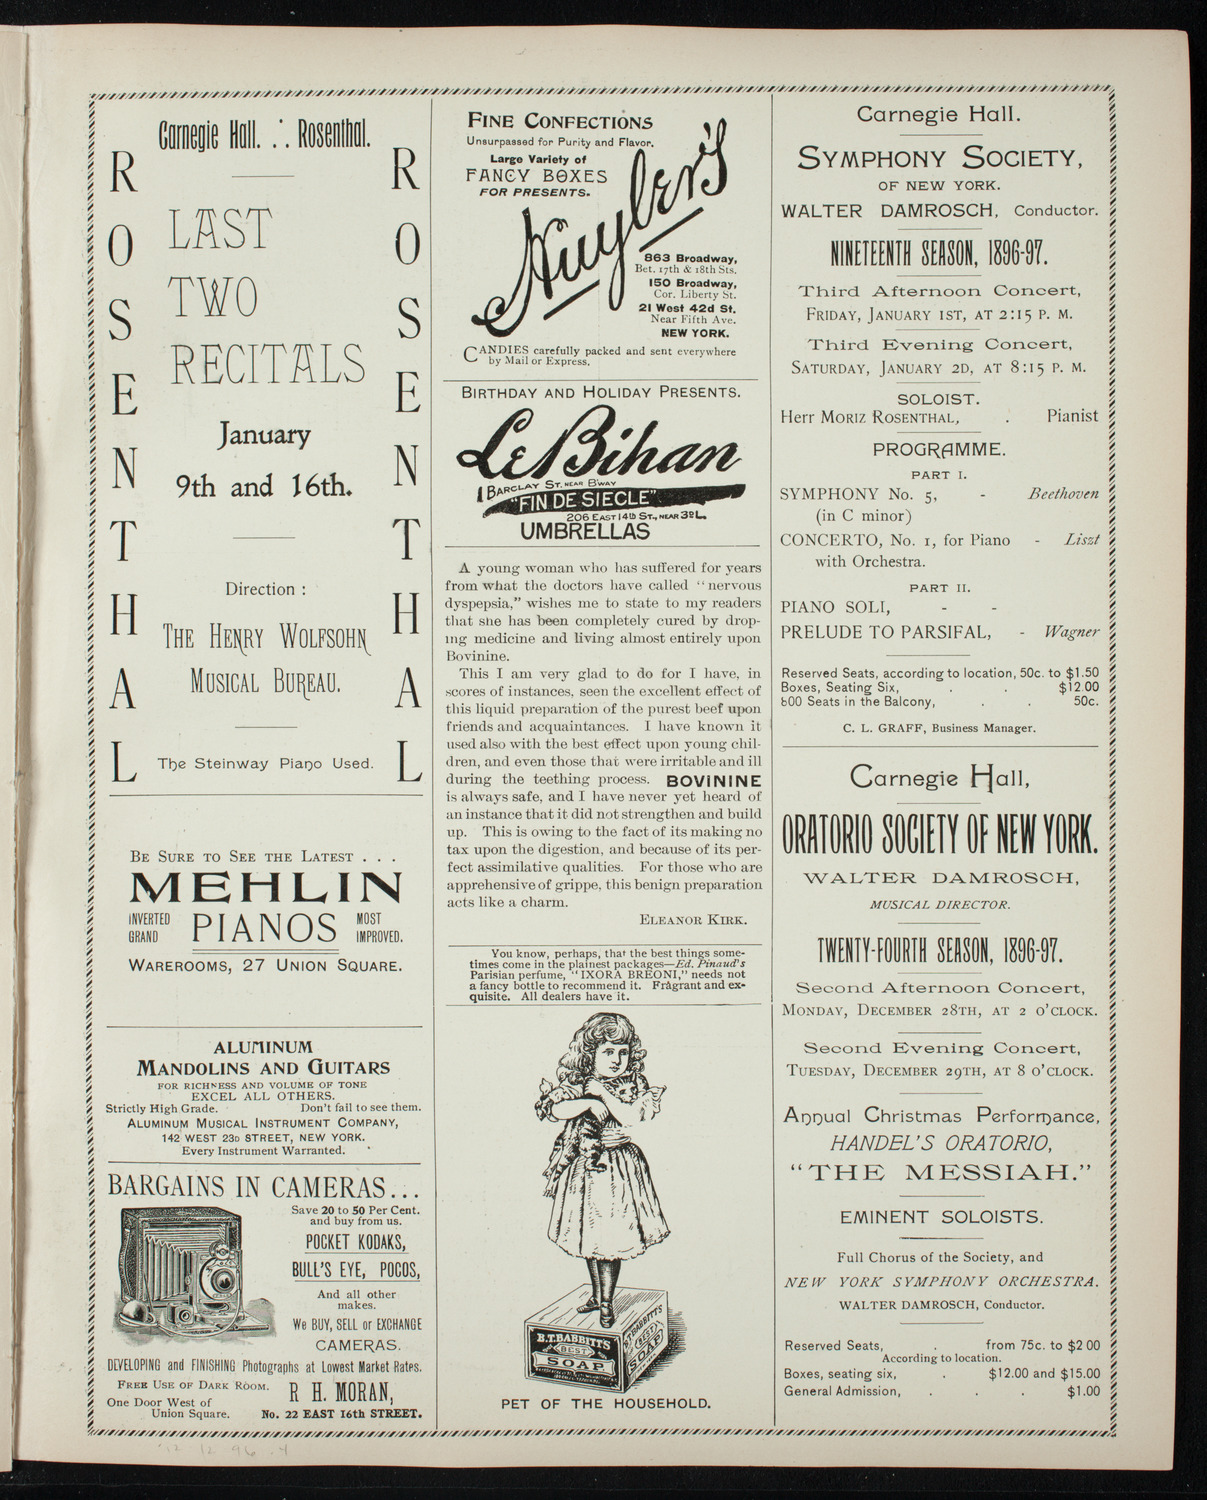 Carnegie Hall. ∴ Rosenthal.
ROSENTHAL
ROSENTHAL
LAST
TWO
RECITALS
January
9th and 16th.
Direction :
THE HENRY WOLFSOHN
MUSICAL BUREAU.
The Steinway Piano Used.
BE SURE TO SEE THE LATEST . . .
MEHLIN
INVERTED GRAND PIANOS MOST IMPROVED.
WAREROOMS, 27 UNION SQUARE.
ALUMINUM
MANDOLINS AND GUITARS
FOR RICHNESS AND VOLUME OF TONE
EXCEL ALL OTHERS.
Strictly High Grade. Don't fail to see them.
ALUMINUM MUSICAL INSTRUMENT COMPANY,
142 WEST 23D STREET, NEW YORK.
Every Instrument Warranted.
BARGAINS IN CAMERAS...
Save 20 to 50 Per Cent.
and buy from us.
POCKET KODAKS,
BULL'S EYE, POCOS,
And all other
makes.
We BUY, SELL or EXCHANGE
CAMERAS.
DEVELOPING and FINISHING Photographs at Lowest Market Rates.
FREE USE OF DARK ROOM.
One Door West of
Union Square.
R H. MORAN,
No. 22 EAST 16th STREET.
FINE CONFECTIONS
Unsurpassed for Purity and Flavor.
Large Variety of
FANCY BOXES
FOR PRESENTS.
Huyler's
863 Broadway,
Bet. 17th & 18th Sts.
150 Broadway,
Cor. Liberty St.
21 West 42d St.
Near Fifth Ave.
NEW YORK.
CANDIES carefully packed and sent everywhere
by Mail or Express.
BIRTHDAY AND HOLIDAY PRESENTS.
Le Bihan
1 BARCLAY ST. NEAR B'WAY
"FIN DE SIECLE"
206 EAST 14th ST., NEAR 3D L.
UMBRELLAS
A young woman who has suffered for years
from what the doctors have called "nervous
dyspepsia," wishes me to state to my readers
that she has been completely cured by drop-
ing medicine and living almost entirely upon
Bovinine.
This I am very glad to do for I have, in
scores of instances, seen the excellent effect of
this liquid preparation of the purest beef upon
friends and acquaintances. I have known it
used also with the best effect upon young chil-
dren, and even those that were irritable and ill
during the teething process. BOVININE
is always safe, and I have never yet heard of
an instance that it did not strengthen and build
up. This is owing to the fact of its making no
tax upon the digestion, and because of its per-
fect assimilative qualities. For those who are
apprehensive of grippe, this benign preparation
acts like a charm.
ELEANOR KIRK.
You know, perhaps, that the best things some-
times come in the plainest packages—Ed. Pinaud's
Parisian perfume, "IXORA BREONI," needs not
a fancy bottle to recommend it. Fragrant and ex-
quisite. All dealers have it.
B.T. BABBITT'S
BEST
SOAP
B.T. BABBITT'S
BEST
SOAP
PET OF THE HOUSEHOLD.
Carnegie Hall.
SYMPHONY SOCIETY,
OF NEW YORK.
WALTER DAMROSCH, Conductor.
NINETEENTH SEASON, 1896-97.
Third Afternoon Concert,
FRIDAY, JANUARY 1ST, AT 2:15 P. M.
Third Evening Concert,
SATURDAY, JANUARY 2D, AT 8:15 P. M.
SOLOIST.
Herr MORIZ ROSENTHAL, . Pianist
PROGRAMME.
PART I.
SYMPHONY No. 5, - Beethoven
(in C minor)
CONCERTO, No. 1, for Piano - Liszt
with Orchestra.
PART II.
PIANO SOLI, - -
PRELUDE TO PARSIFAL, - Wagner
Reserved Seats, according to location, 50c. to $1.50
Boxes, Seating Six, . . $12.00
800 Seats in the Balcony, . . 50c.
C. L. GRAFF, Business Manager.
Carnegie Hall,
ORATORIO SOCIETY OF NEW YORK.
WALTER DAMROSCH,
MUSICAL DIRECTOR.
TWENTY-FOURTH SEASON, 1896-97.
Second Afternoon Concert,
MONDAY, DECEMBER 28TH, AT 2 O'CLOCK.
Second Evening Concert,
TUESDAY, DECEMBER 29TH, AT 8 O'CLOCK.
Annual Christmas Performance,
HANDEL'S ORATORIO,
"THE MESSIAH."
EMINENT SOLOISTS.
Full Chorus of the Society, and
NEW YORK SYMPHONY ORCHESTRA.
WALTER DAMROSCH, Conductor.
Reserved Seats, . from 75c. to $2 00
According to location.
Boxes, seating six, . $12.00 and $15.00
General Admission, . . . $1.00
12 12 96 . 4